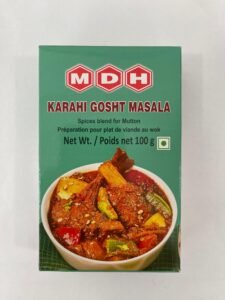 MDH
KARAHI GOSHT MASALA
Spices blend for Mutton
Préparation pour plat de viande au wok
Net Wt. / Poids net 100 g